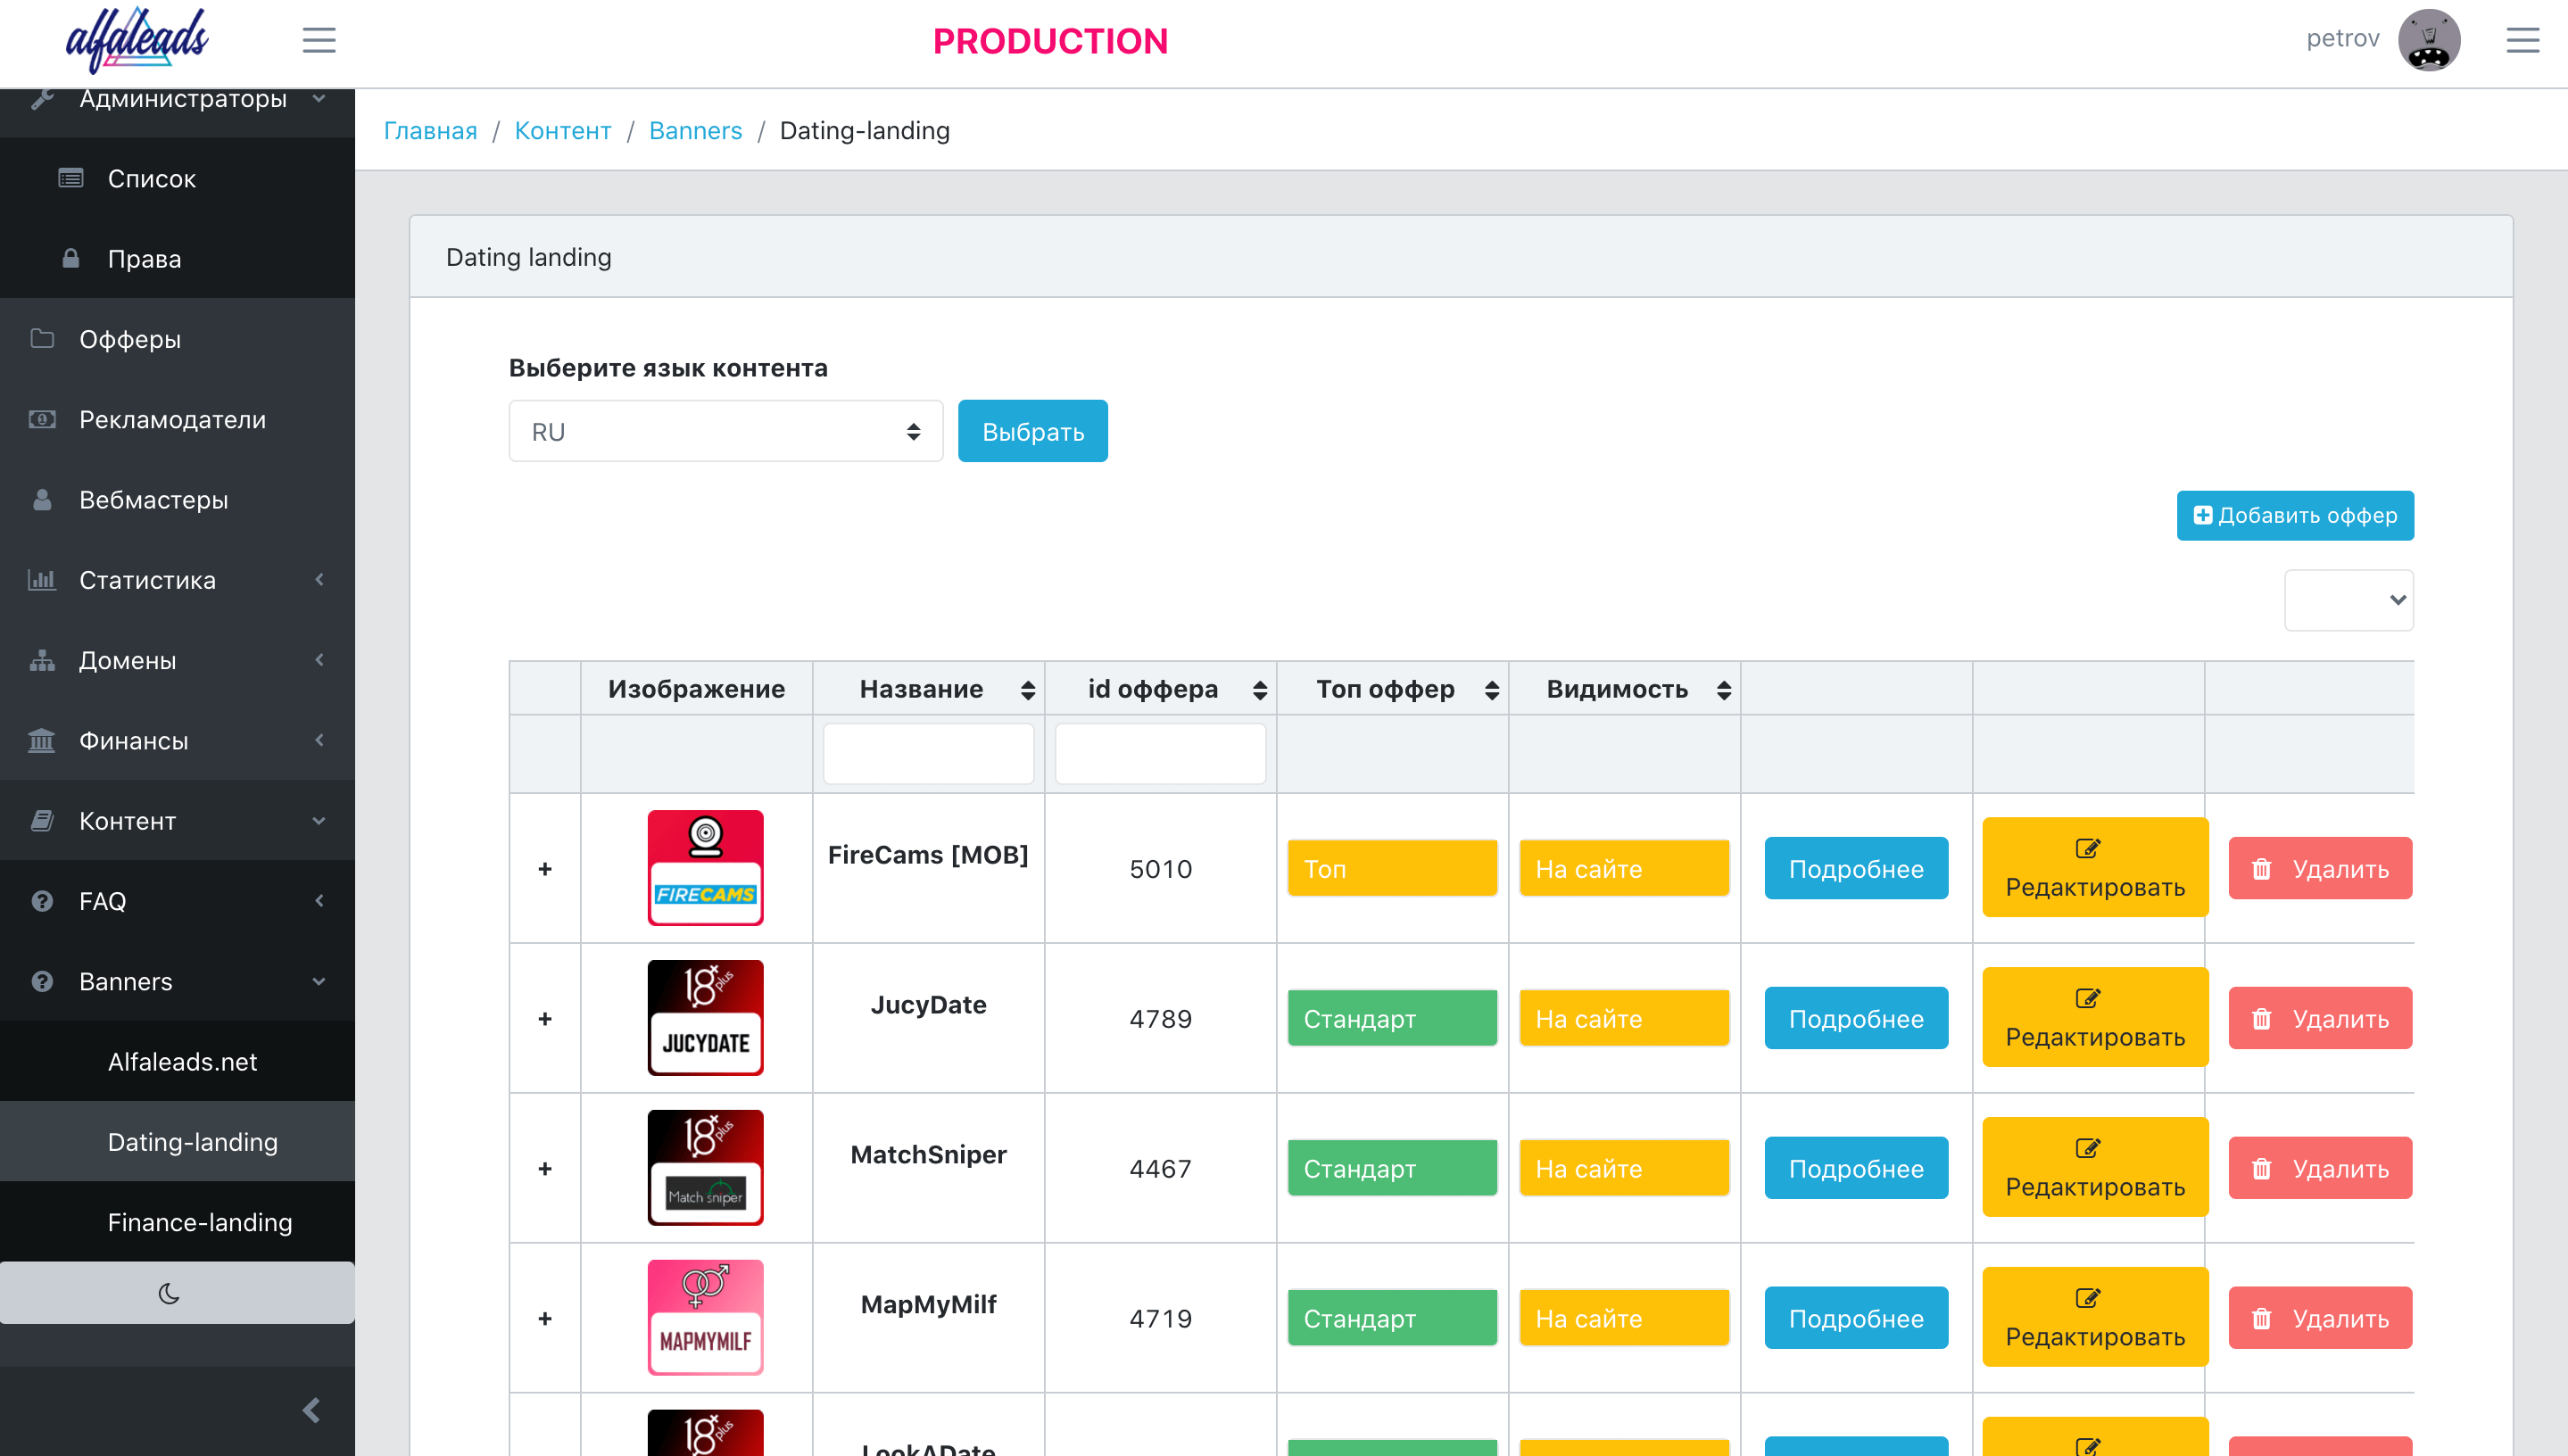 alfaleads
PRODUCTION
petrov
Администраторы
Список
Права
Офферы
Рекламодатели
Вебмастеры
Статистика
Домены
Финансы
Контент
FAQ
Banners
Alfaleads.net
Dating-landing
Finance-landing
Главная / Контент / Banners / Dating-landing
Dating landing
Выберите язык контента
RU
Выбрать
Добавить оффер
Изображение Название id оффера Топ оффер Видимость
+ FIRECAMS FireCams [MOB] 5010 Топ На сайте Подробнее Редактировать Удалить
+ 18+ plus JUCYDATE JucyDate 4789 Стандарт На сайте Подробнее Редактировать Удалить
+ 18+ plus Match sniper MatchSniper 4467 Стандарт На сайте Подробнее Редактировать Удалить
+ MAPMYMILF MapMyMilf 4719 Стандарт На сайте Подробнее Редактировать Удалить
18+ plus LookADate